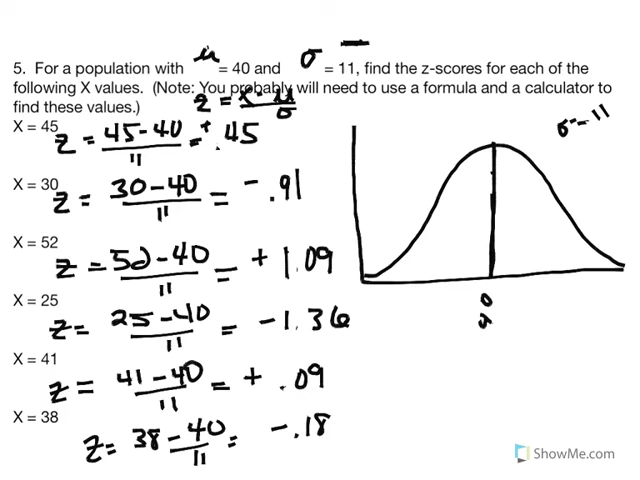 5. For a population with μ = 40 and σ = 11, find the z-scores for each of the
following X values. (Note: You probably will need to use a formula and a calculator to
find these values.)
z = x - μ / σ
X = 45
z = 45 - 40 / 11 = + .45
X = 30
z = 30 - 40 / 11 = - .91
X = 52
z = 52 - 40 / 11 = + 1.09
X = 25
z = 25 - 40 / 11 = - 1.36
X = 41
z = 41 - 40 / 11 = + .09
X = 38
z = 38 - 40 / 11 = - .18
σ = 11
40
ShowMe.com